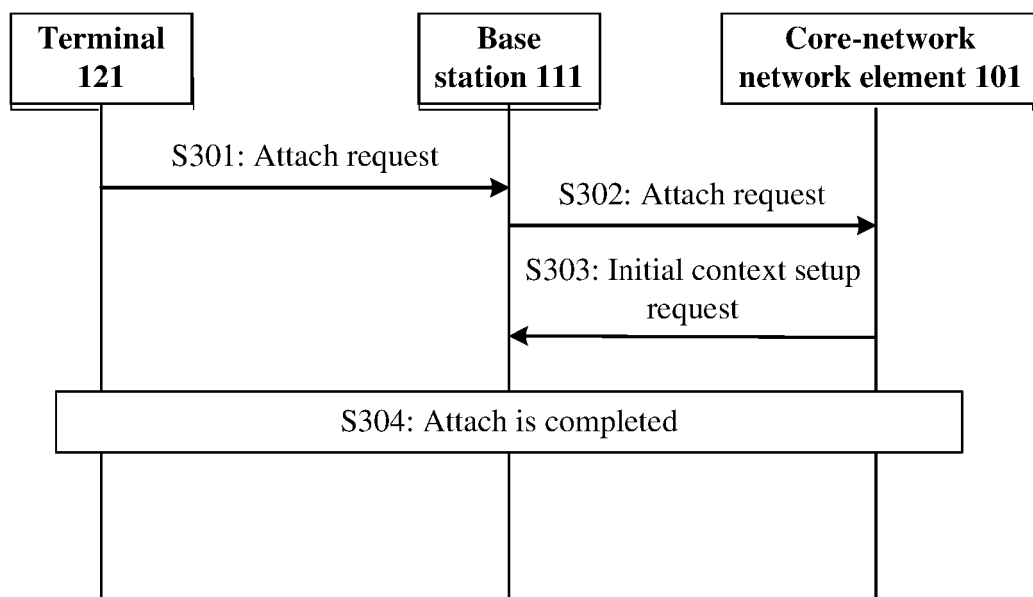 Terminal
121
Base
station 111
Core-network
network element 101
S301: Attach request
S302: Attach request
S303: Initial context setup
request
S304: Attach is completed